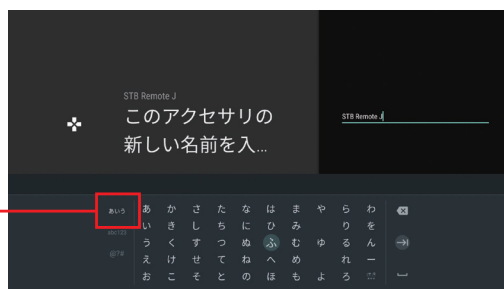 STB Remote J
このアクセサリの
新しい名前を入...
STB Remote J
あいう
abc123
@?#
あ か さ た な は ま や ら わ
い き し ち に ひ み り を
う く す つ ぬ ふ む ゆ る ん
え け せ て ね へ め れ ー
お こ そ と の ほ も よ ろ